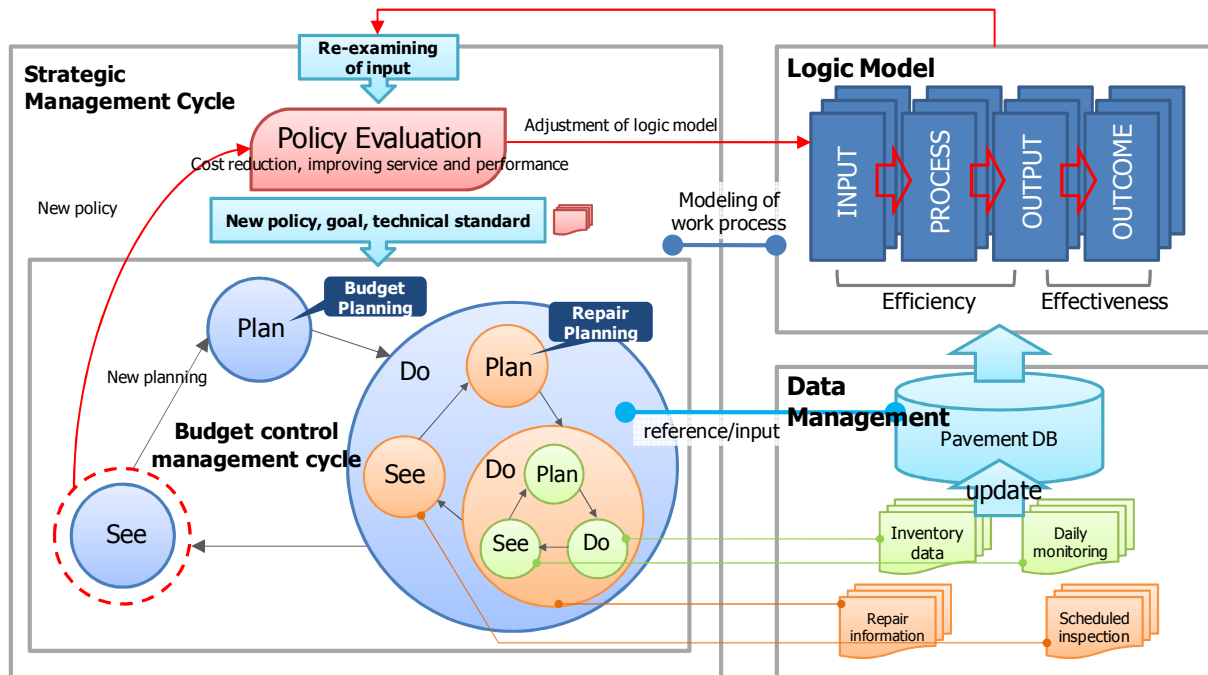 Re-examining
of input
Strategic
Management Cycle
Policy Evaluation
Cost reduction, improving service and performance
Adjustment of logic model
New policy
New policy, goal, technical standard
Modeling of
work process
Logic Model
INPUT
PROCESS
OUTPUT
OUTCOME
Efficiency
Effectiveness
Budget
Planning
Plan
Repair
Planning
Do
Plan
New planning
Budget control
management cycle
See
Do
Plan
See
Do
See
reference/input
Data
Management
Pavement DB
update
Inventory
data
Daily
monitoring
Repair
information
Scheduled
inspection